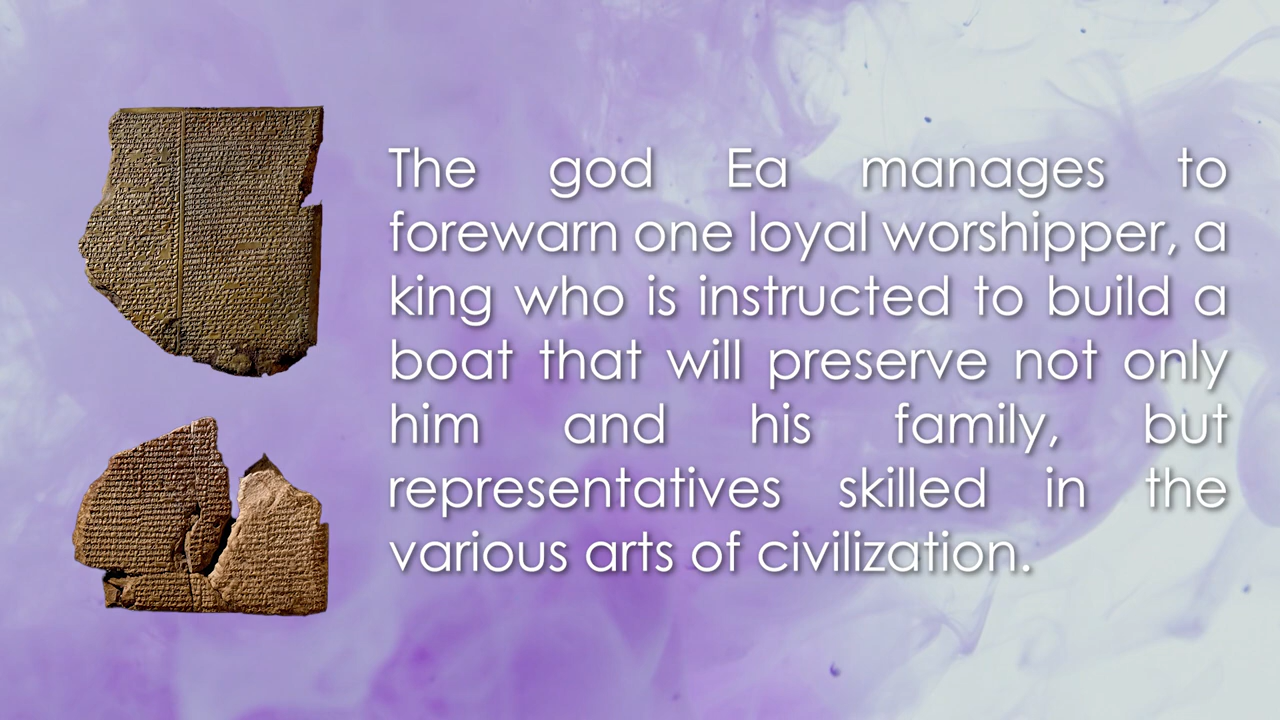 The god Ea manages to
forewarn one loyal worshipper, a
king who is instructed to build a
boat that will preserve not only
him and his family, but
representatives skilled in the
various arts of civilization.